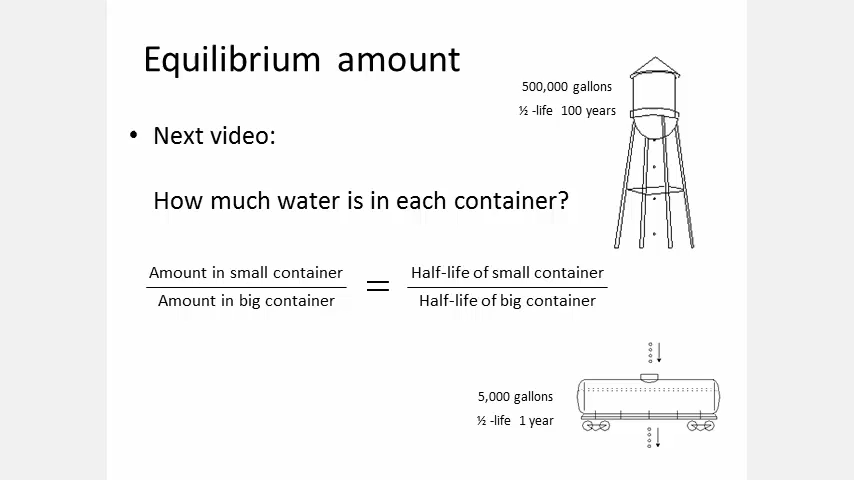 Equilibrium amount
500,000 gallons
½ -life 100 years
• Next video:
How much water is in each container?
Amount in small container
Amount in big container
=
Half-life of small container
Half-life of big container
5,000 gallons
½ -life 1 year